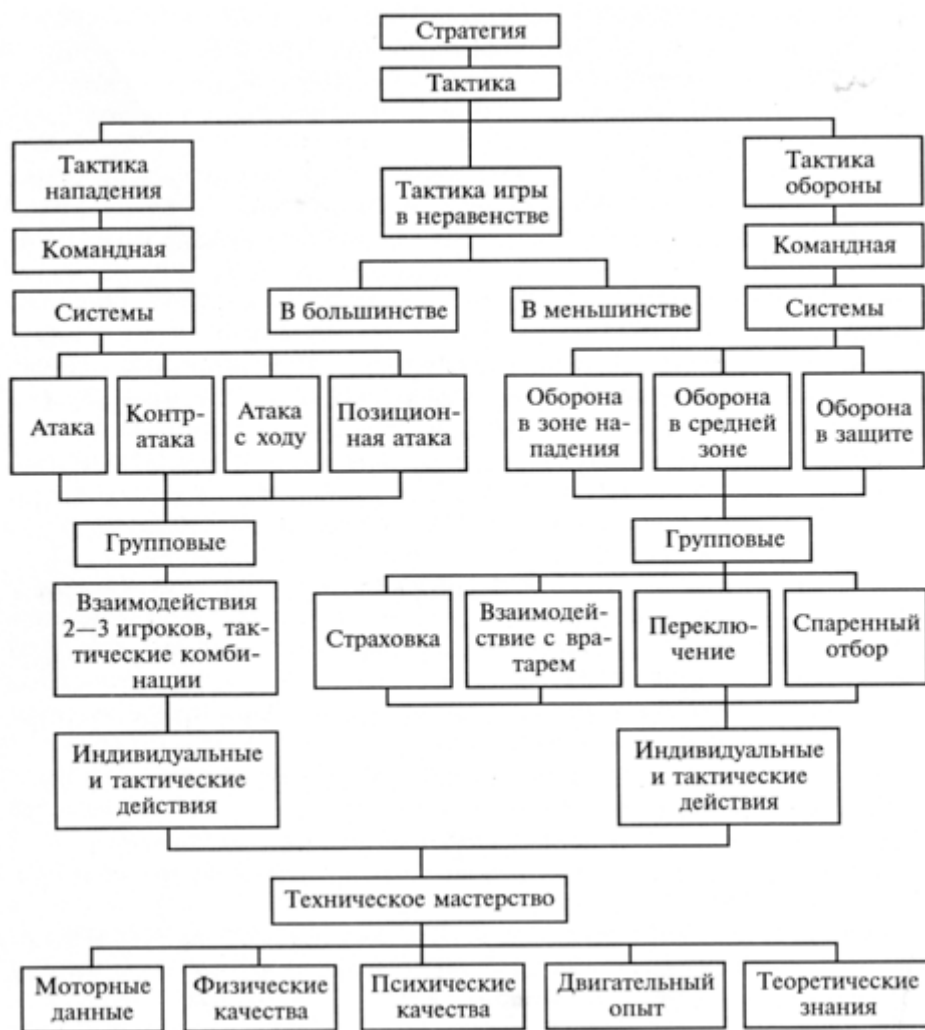 Стратегия
Тактика
Тактика
нападения
Тактика игры
в неравенстве
Тактика
обороны
Командная
Командная
Системы
В большинстве
В меньшинстве
Системы
Атака
Контр-
атака
Атака
с ходу
Позицион-
ная атака
Оборона
в зоне на-
падения
Оборона
в средней
зоне
Оборона
в защите
Групповые
Групповые
Взаимодействия
2—3 игроков, так-
тические комби-
нации
Страховка
Взаимодей-
ствие с вра-
тарем
Переклю-
чение
Спаренный
отбор
Индивидуальные
и тактические
действия
Индивидуальные
и тактические
действия
Техническое мастерство
Моторные
данные
Физические
качества
Психические
качества
Двигательный
опыт
Теоретические
знания